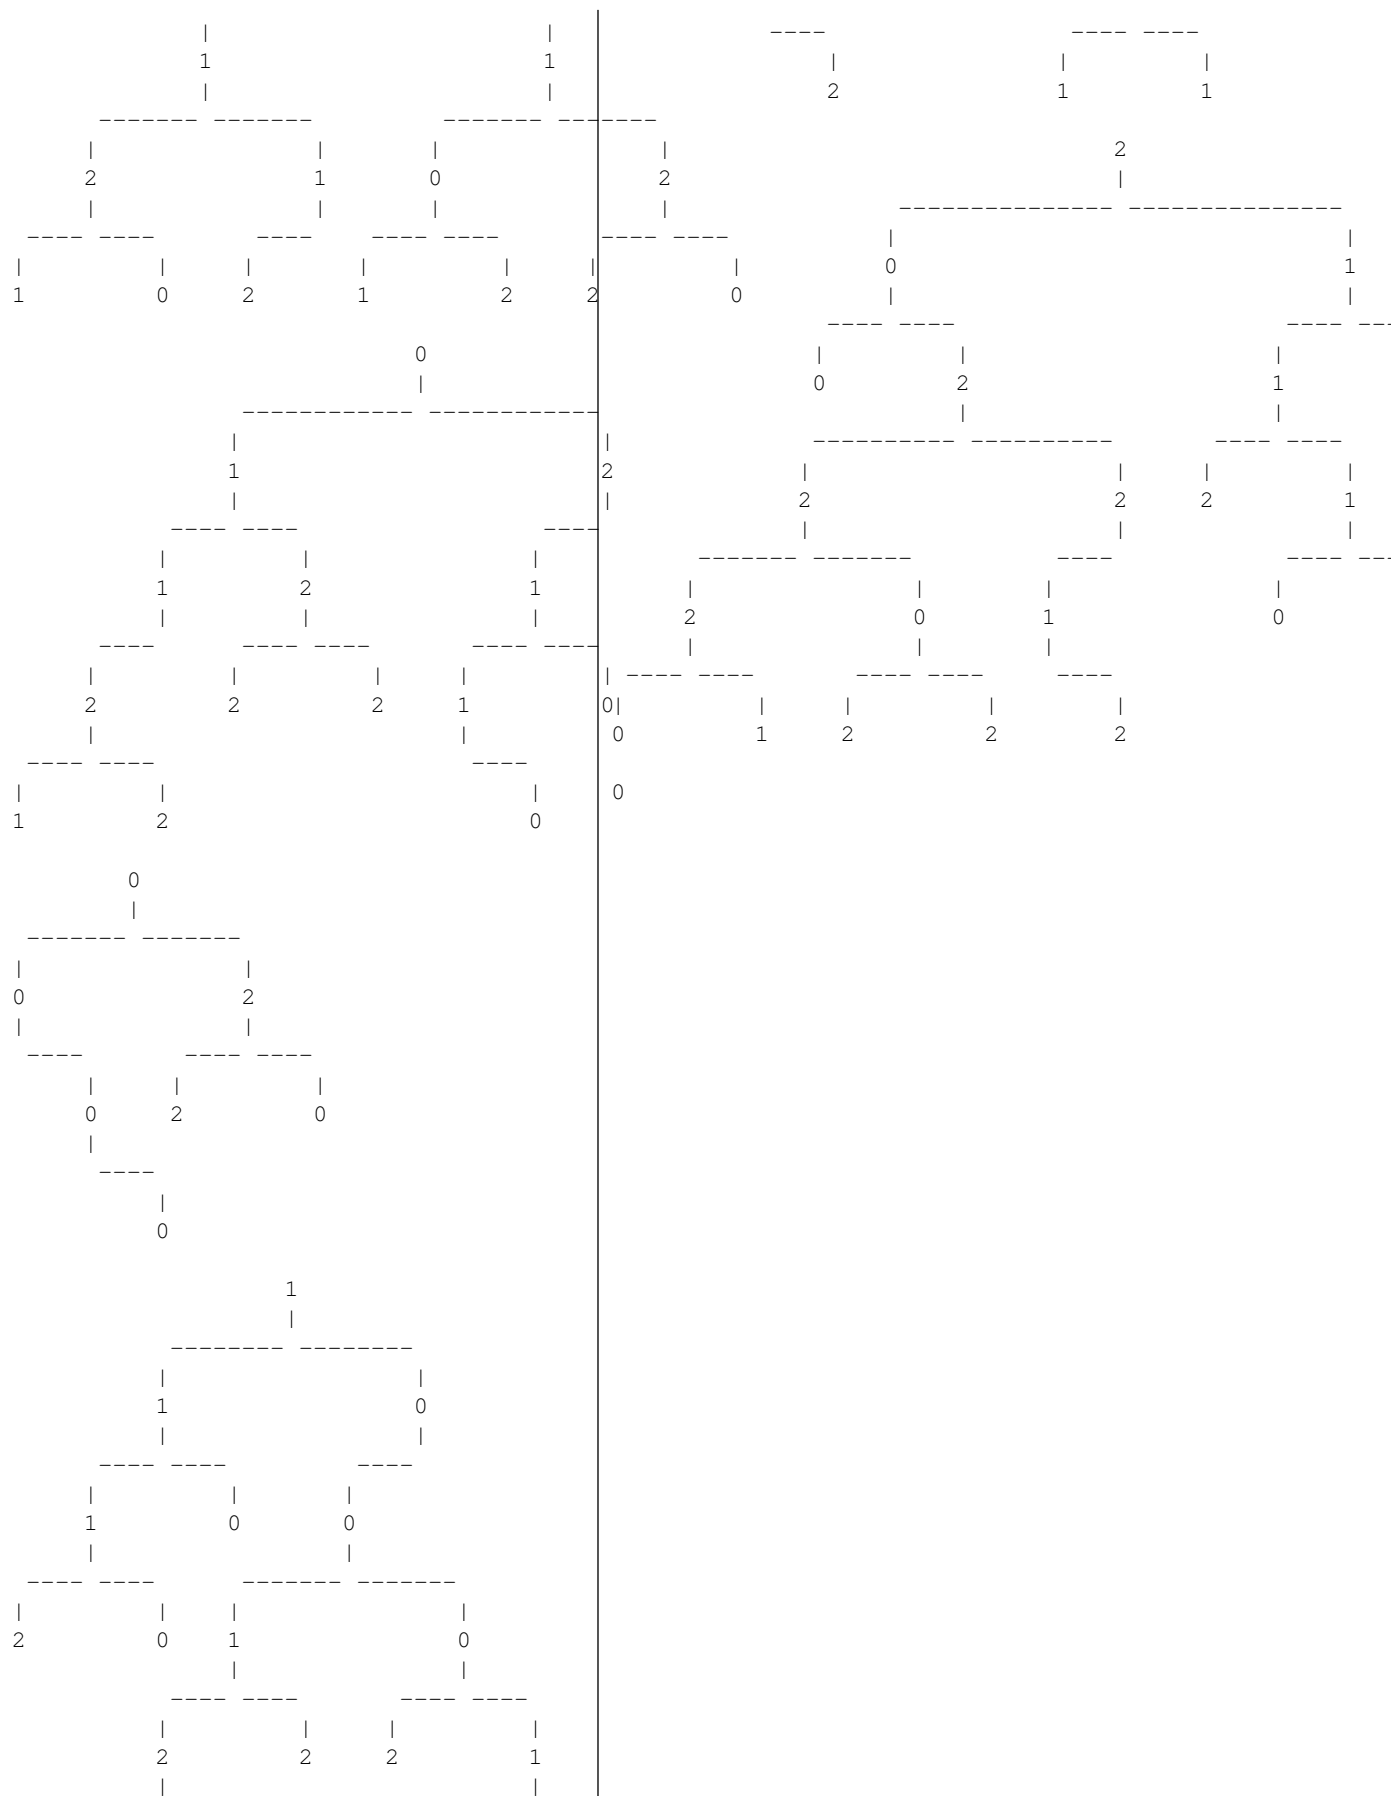 |                       |
             1                       1
             |                       |
      ------- -------         ------- -------
     |               |       |               |
     2               1       0               2
     |               |       |               |
 ---- ----       ----    ---- ----       ---- ----
|         |     |       |         |     |         |
1         0     2       1         2     2         0
                            0
                            |
                ------------ ------------
               |                         |
               1                         2
               |                         |
           ---- ----                 ----
          |         |               |
          1         2               1
          |         |               |
      ----      ---- ----       ---- ----
     |         |         |     |         |
     2         2         2     1         0
     |                         |
 ---- ----                      ----
|         |                         |
1         2                         0
        0
        |
 ------- -------
|               |
0               2
|               |
 ----       ---- ----
     |     |         |
     0     2         0
     |
      ----
          |
          0
                   1
                   |
           -------- --------
          |                 |
          1                 0
          |                 |
      ---- ----         ----
     |         |       |
     1         0       0
     |                 |
 ---- ----      ------- -------
|         |    |               |
2         0    1               0
               |               |
           ---- ----       ---- ----
          |         |     |         |
          2         2     2         1
          |                         |
           ----                 ---- ----
               |               |         |
               2               1         1
                                   2
                                   |
                    --------------- ---------------
                   |                               |
                   0                               1
                   |                               |
               ---- ----                       ---- ---
              |         |                     |
              0         2                     1
                        |                     |
              ---------- ----------       ---- ----
             |                     |     |         |
             2                     2     2         1
             |                     |               |
      ------- -------          ----            ---- ---
     |               |        |               |
     2               0        1               0
     |               |        |
 ---- ----       ---- ----     ----
|         |     |         |        |
0         1     2         2        2
0